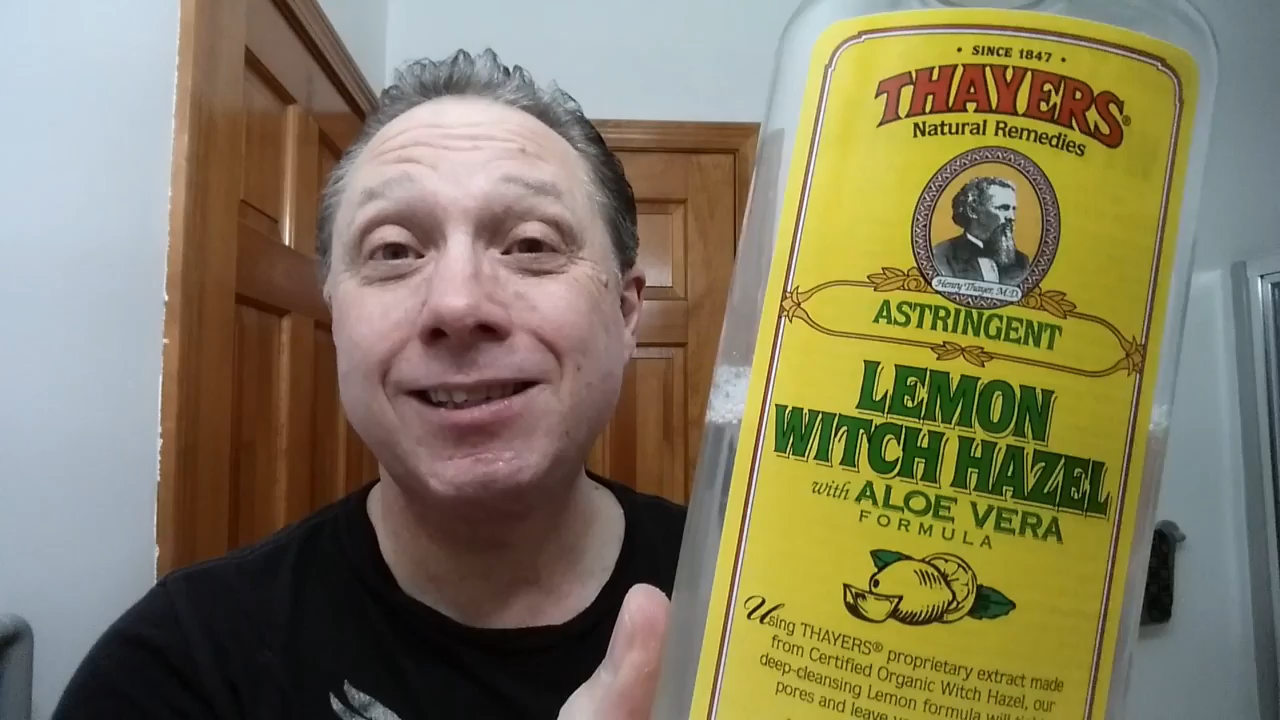 • SINCE 1847 •
THAYERS®
Natural Remedies
Henry Thayer, M.D.
ASTRINGENT
LEMON
WITCH HAZEL
with ALOE VERA
FORMULA
Using THAYERS® proprietary extract made
from Certified Organic Witch Hazel, our
deep-cleansing Lemon formula will
pores and leave